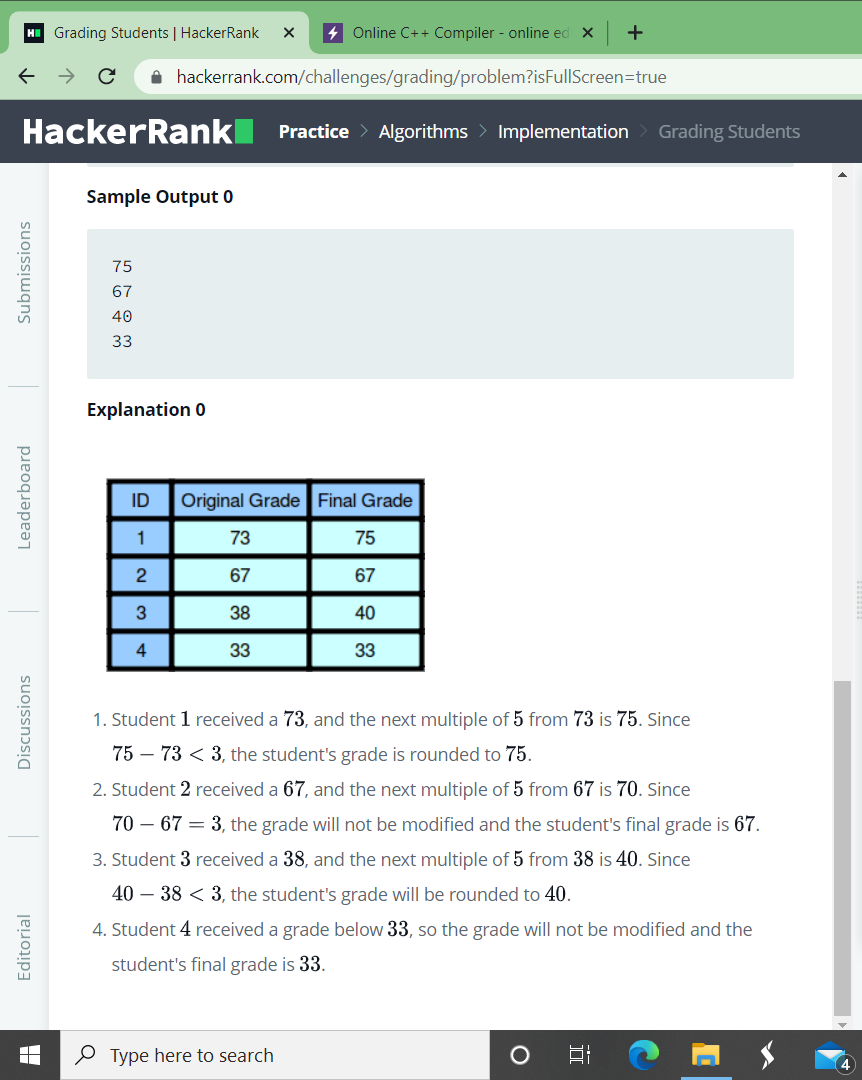 Grading Students | HackerRank
Online C++ Compiler - online ed
hackerrank.com/challenges/grading/problem?isFullScreen=true
HackerRank
Practice > Algorithms > Implementation > Grading Students
Submissions
Leaderboard
Discussions
Editorial
Sample Output 0
75
67
40
33
Explanation 0
ID Original Grade Final Grade
1 73 75
2 67 67
3 38 40
4 33 33
1. Student 1 received a 73, and the next multiple of 5 from 73 is 75. Since
75 − 73 < 3, the student's grade is rounded to 75.
2. Student 2 received a 67, and the next multiple of 5 from 67 is 70. Since
70 − 67 = 3, the grade will not be modified and the student's final grade is 67.
3. Student 3 received a 38, and the next multiple of 5 from 38 is 40. Since
40 − 38 < 3, the student's grade will be rounded to 40.
4. Student 4 received a grade below 33, so the grade will not be modified and the
student's final grade is 33.
Type here to search
4